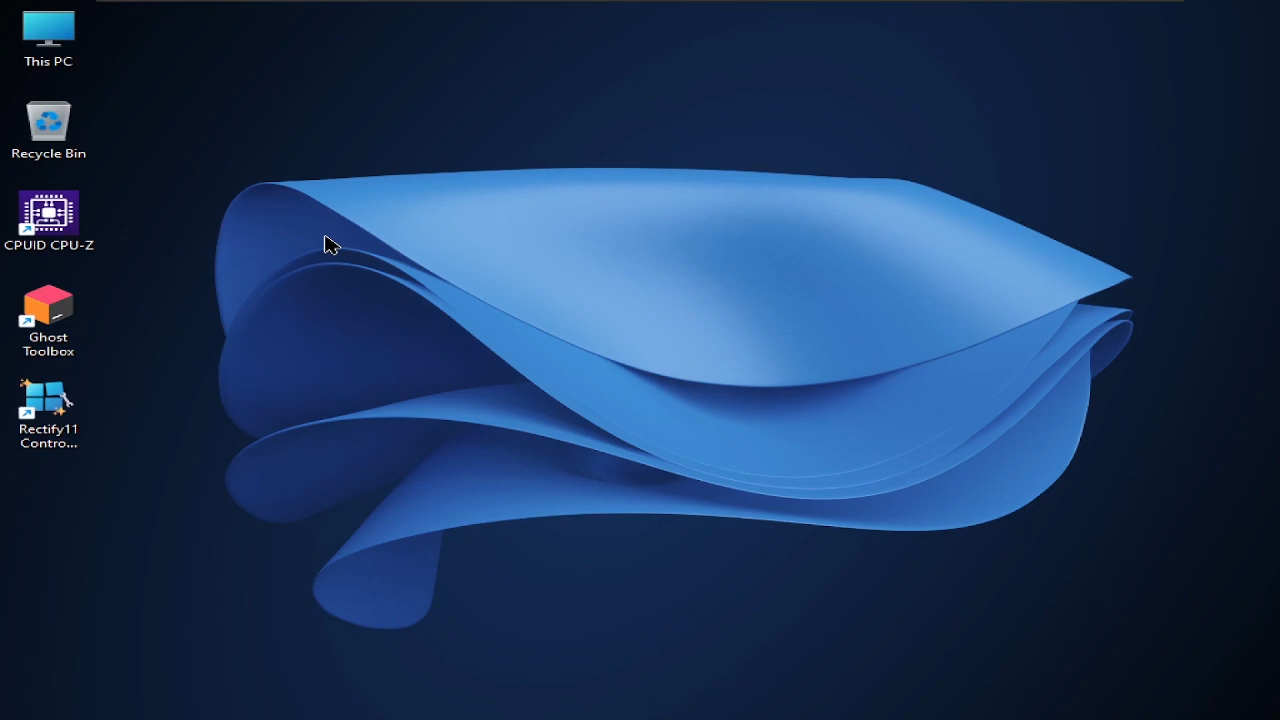 This PC
Recycle Bin
CPUID CPU-Z
Ghost
Toolbox
Rectify11
Contro...